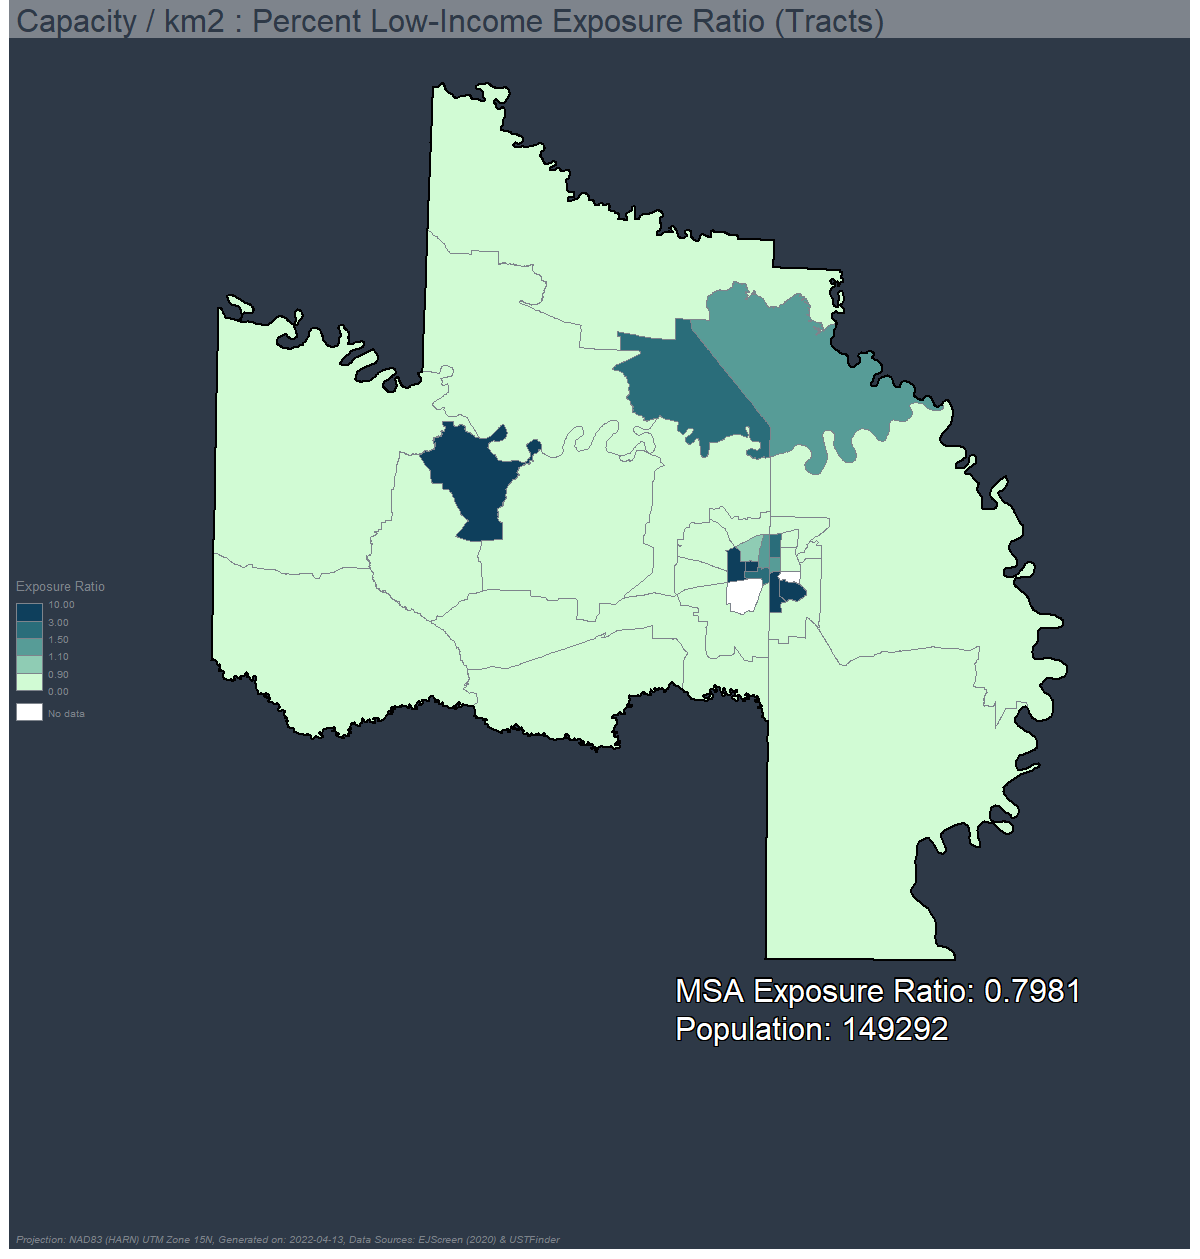 Capacity / km2 : Percent Low-Income Exposure Ratio (Tracts)
Exposure Ratio
10.00
3.00
1.50
1.10
0.90
0.00
No data
MSA Exposure Ratio: 0.7981
Population: 149292
Projection: NAD83 (HARN) UTM Zone 15N, Generated on: 2022-04-13, Data Sources: EJScreen (2020) & USTFinder